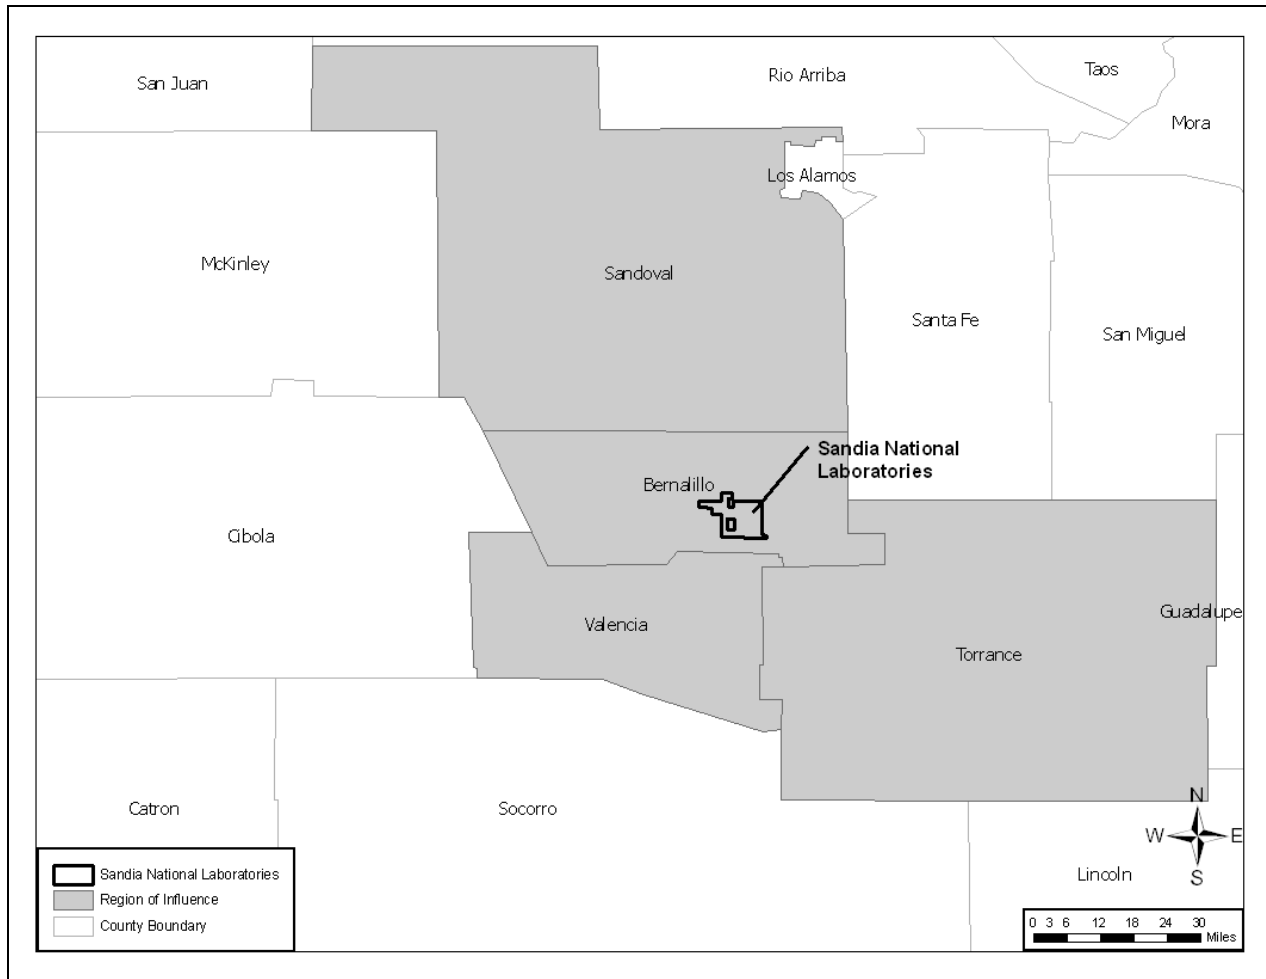 San Juan
Rio Arriba
Taos
Mora
Los Alamos
McKinley
Sandoval
Santa Fe
San Miguel
Sandia National
Laboratories
Bernalillo
Cibola
Guadalupe
Valencia
Torrance
Catron
Socorro
Lincoln
N
W E
S
Sandia National Laboratories
Region of Influence
County Boundary
0 3 6 12 18 24 30
Miles